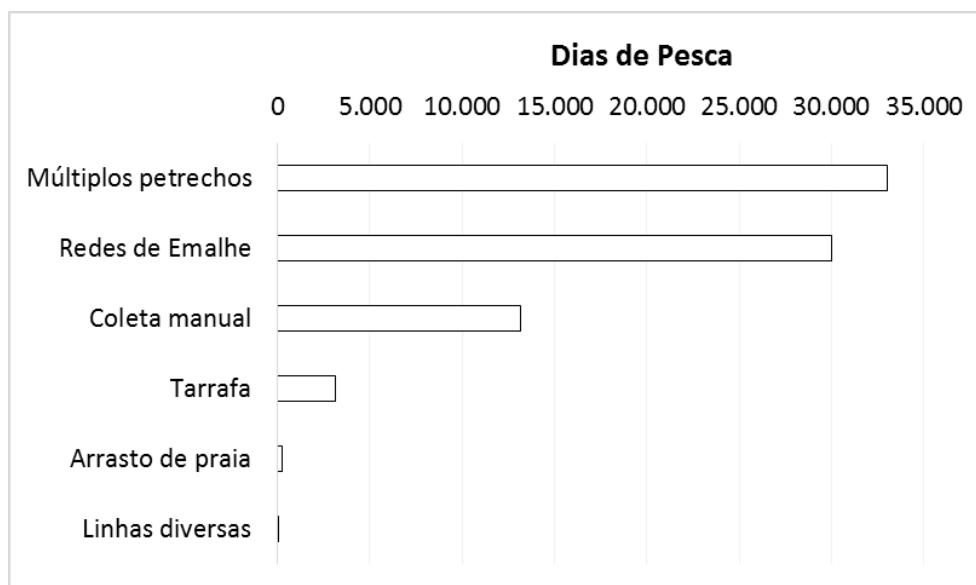 Dias de Pesca
0 5.000 10.000 15.000 20.000 25.000 30.000 35.000
Múltiplos petrechos
Redes de Emalhe
Coleta manual
Tarrafa
Arrasto de praia
Linhas diversas